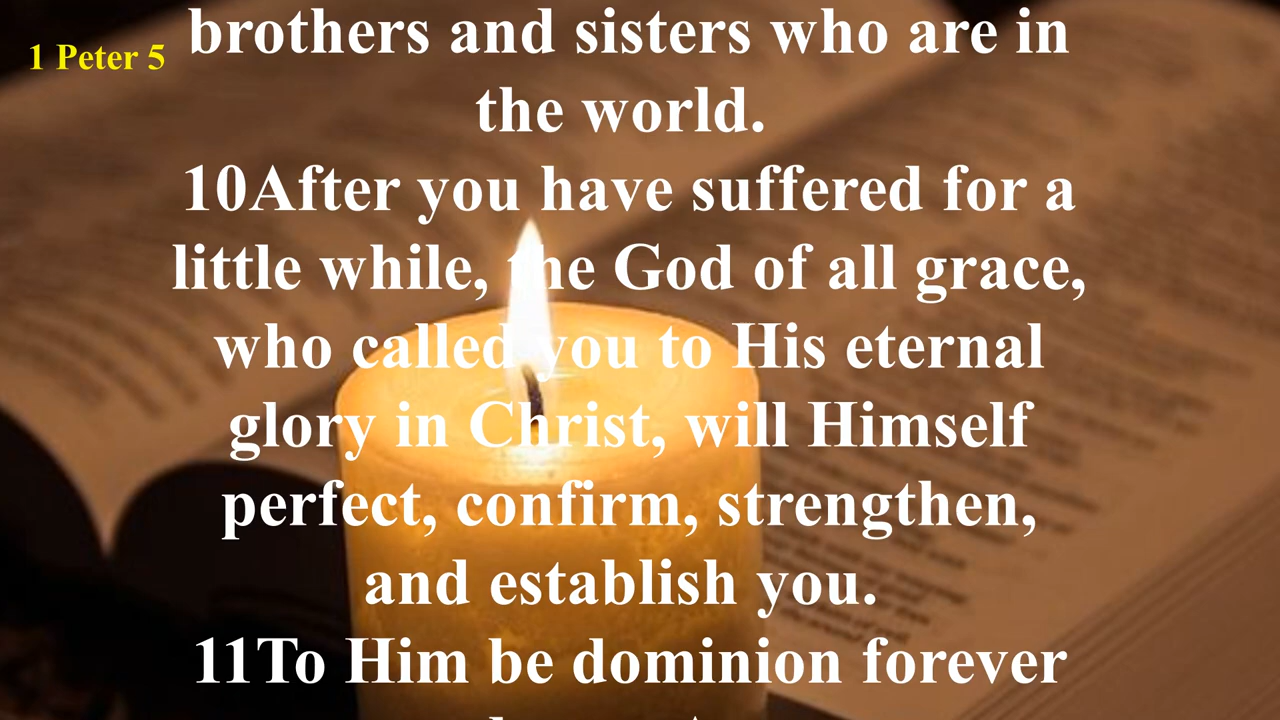 1 Peter 5
brothers and sisters who are in
the world.
10After you have suffered for a
little while, the God of all grace,
who called you to His eternal
glory in Christ, will Himself
perfect, confirm, strengthen,
and establish you.
11To Him be dominion forever